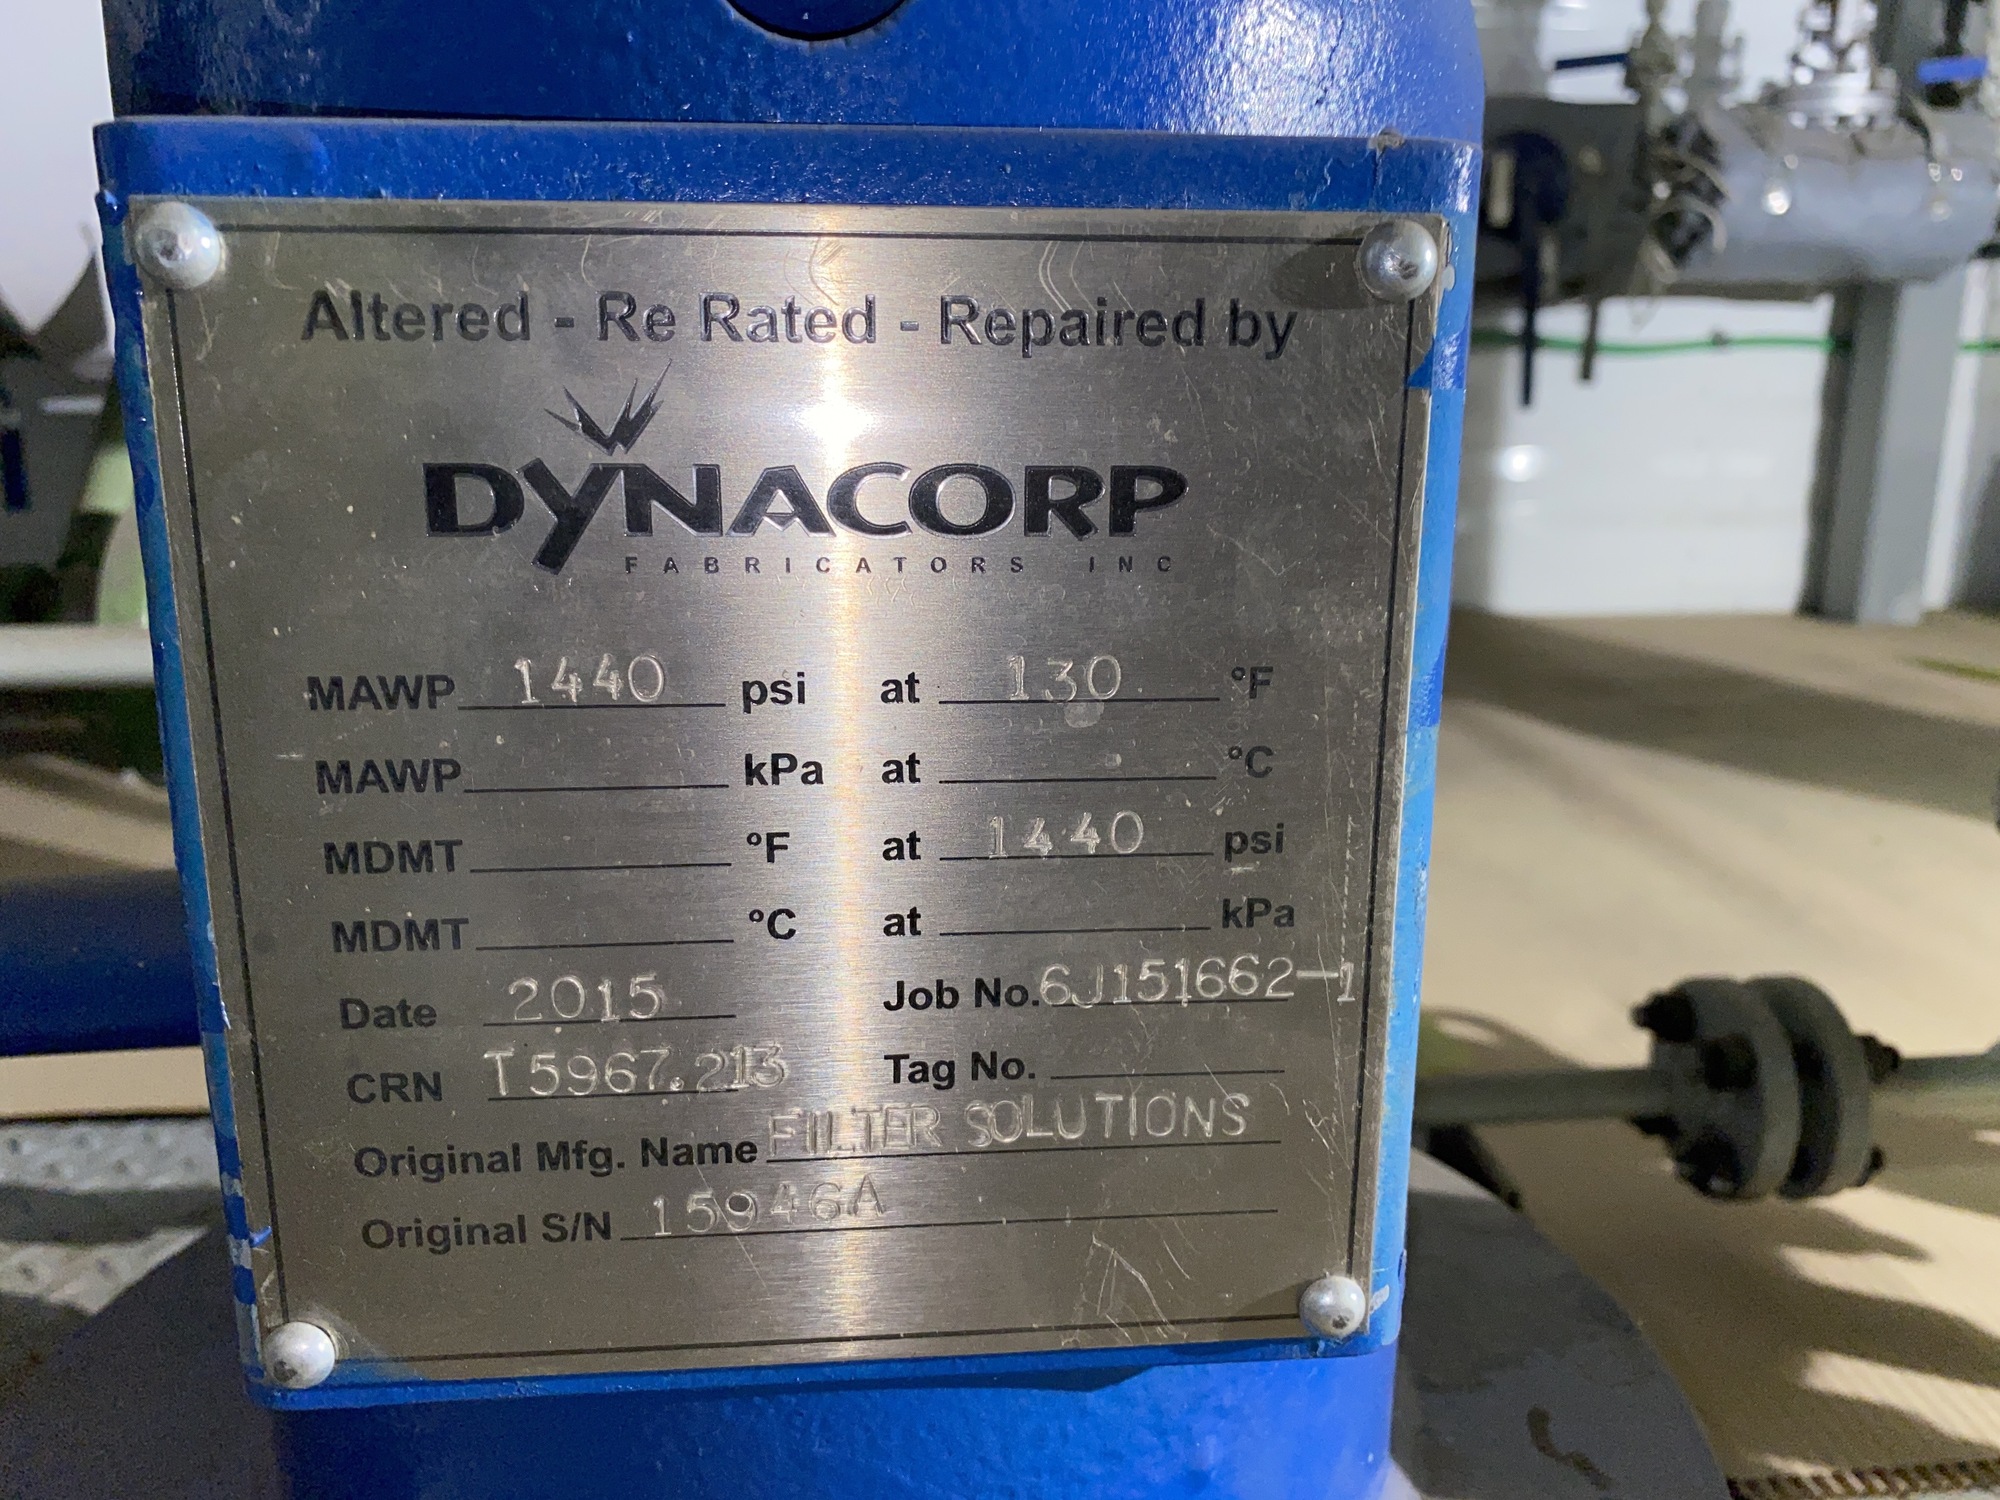 Altered - Re Rated - Repaired by
DYNACORP
FABRICATORS INC
MAWP 1440 psi at 130 °F
MAWP kPa at °C
MDMT °F at 1440 psi
MDMT °C at kPa
Date 2015 Job No. 6J151662-1
CRN T5967.213 Tag No.
Original Mfg. Name FILTER SOLUTIONS
Original S/N 15946A